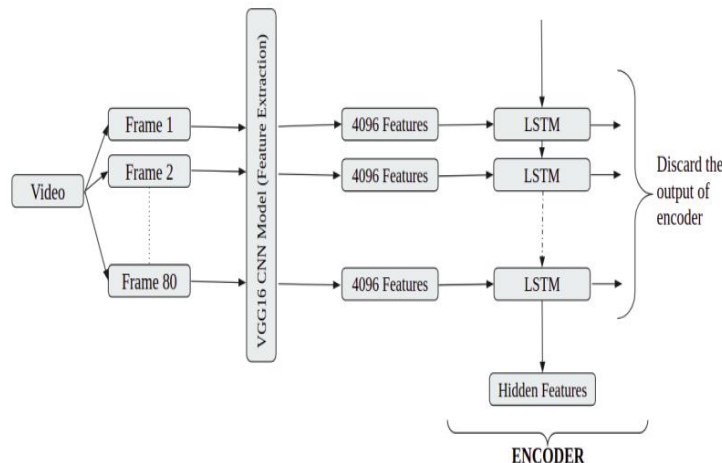 Video
Frame 1
Frame 2
Frame 80
VGG16 CNN Model (Feature Extraction)
4096 Features
4096 Features
4096 Features
LSTM
LSTM
LSTM
Hidden Features
Discard the
output of
encoder
ENCODER